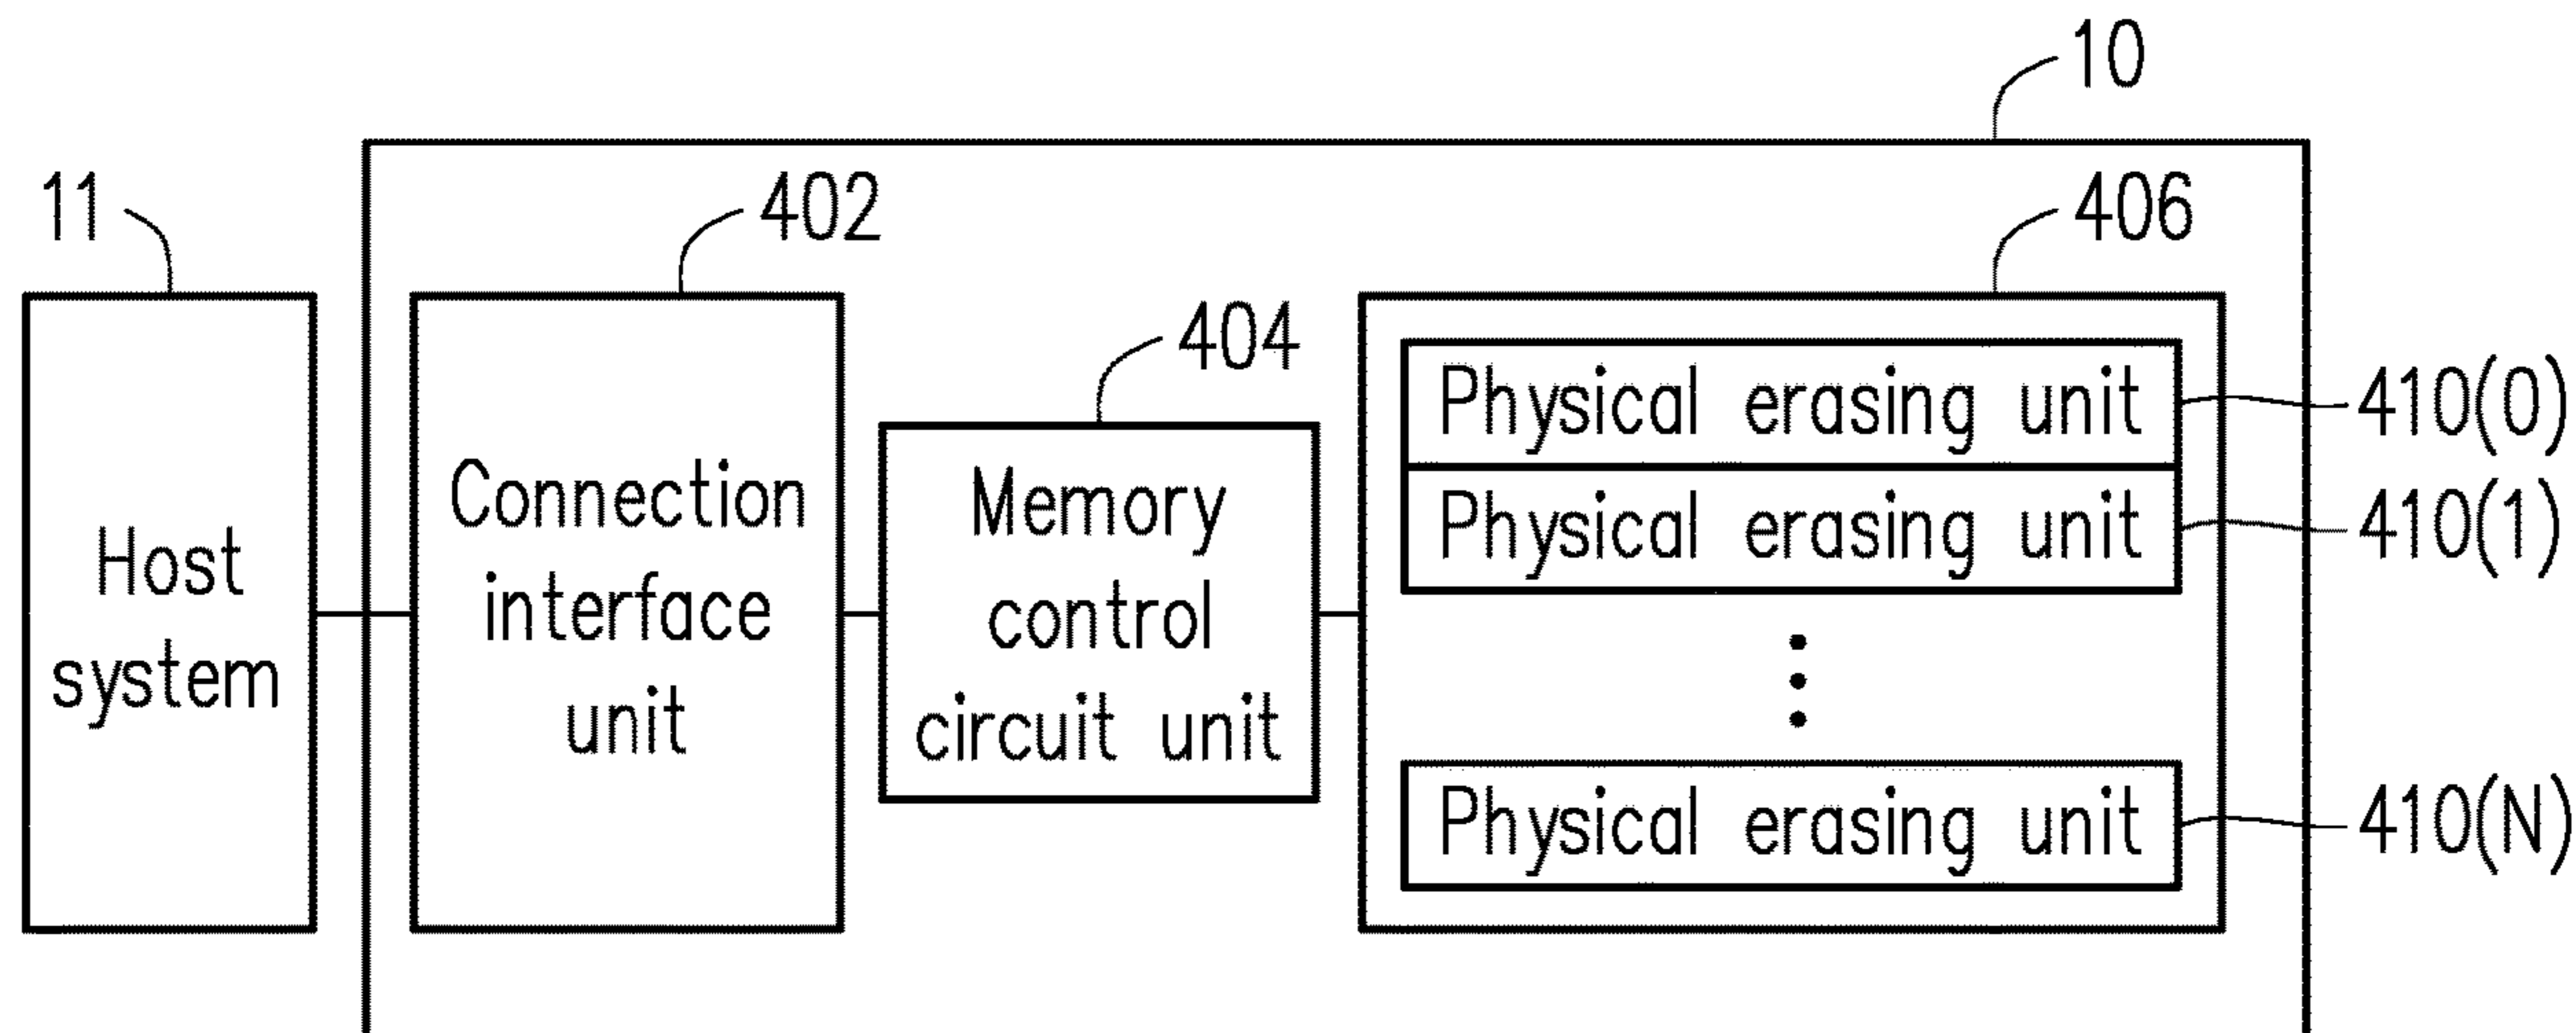 10
11
402
406
404
Host
system
Connection
interface
unit
Memory
control
circuit unit
Physical erasing unit
410(0)
Physical erasing unit
410(1)
Physical erasing unit
410(N)